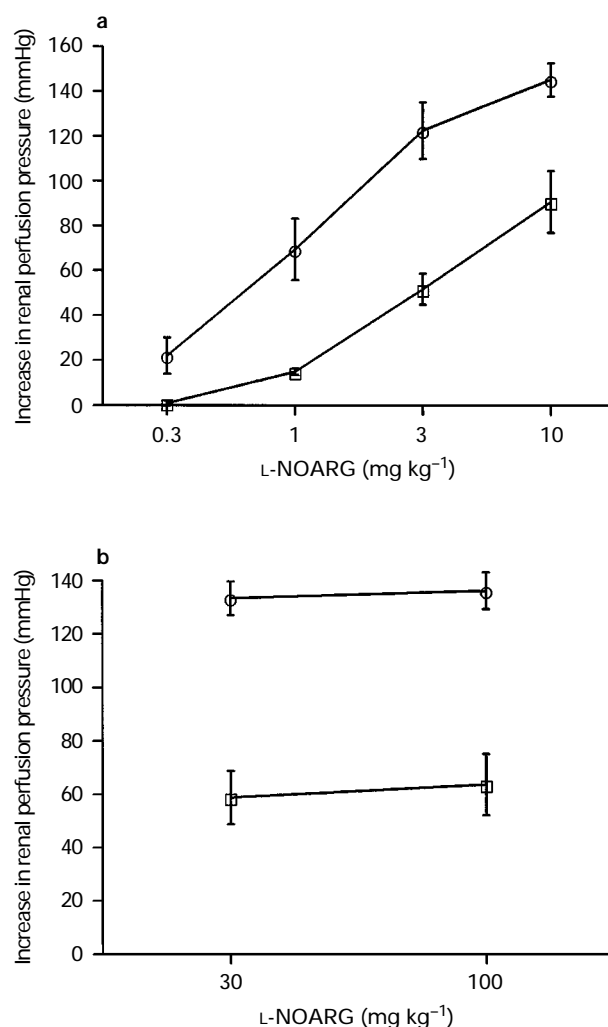 a
Increase in renal perfusion pressure (mmHg)
160
140
120
100
80
60
40
20
0
0.3 1 3 10
L-NOARG (mg kg⁻¹)
b
Increase in renal perfusion pressure (mmHg)
140
120
100
80
60
40
20
0
30 100
L-NOARG (mg kg⁻¹)